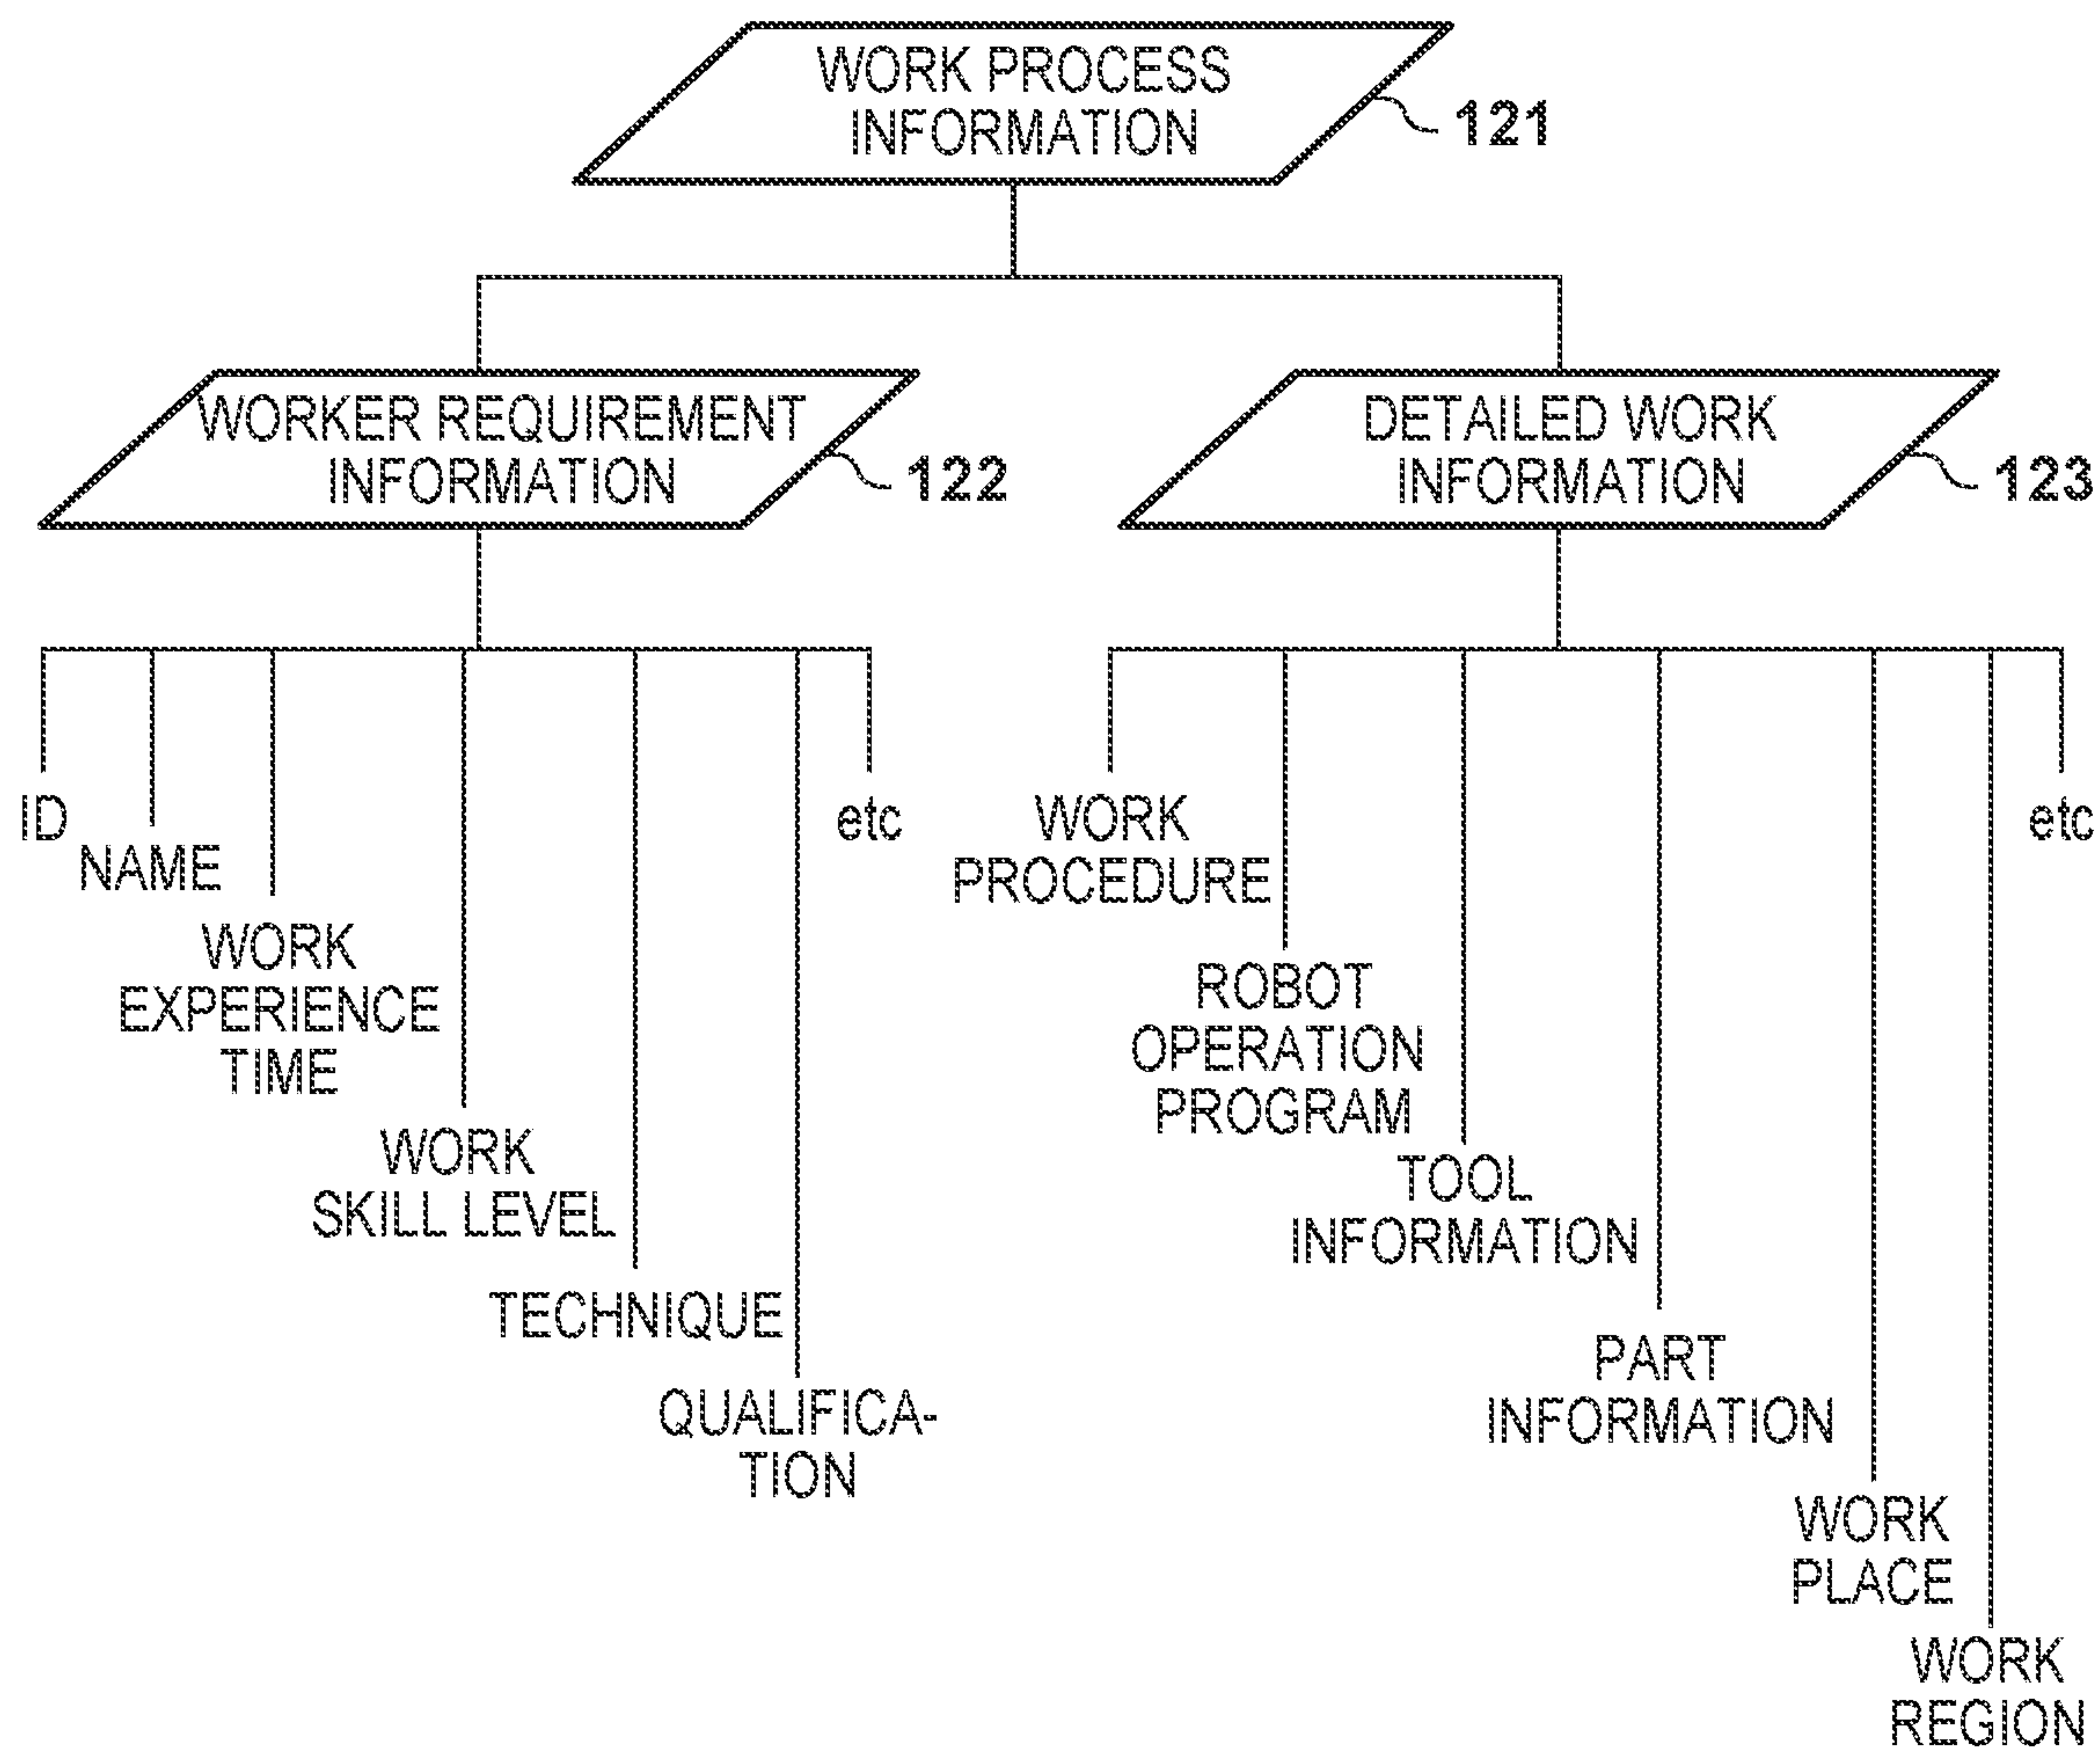 WORK PROCESS
INFORMATION
121
WORKER REQUIREMENT
INFORMATION
122
DETAILED WORK
INFORMATION
123
ID
NAME
WORK
EXPERIENCE
TIME
WORK
SKILL LEVEL
TECHNIQUE
QUALIFICA-
TION
etc
WORK
PROCEDURE
ROBOT
OPERATION
PROGRAM
TOOL
INFORMATION
PART
INFORMATION
WORK
PLACE
WORK
REGION
etc